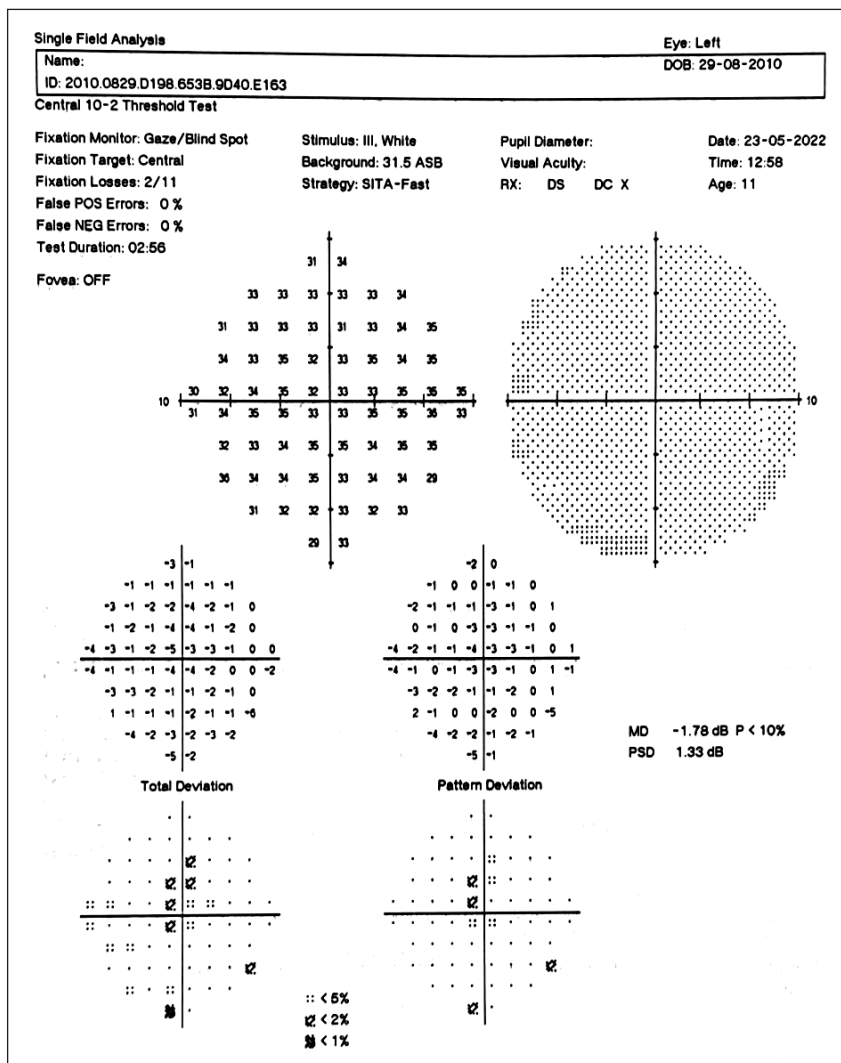 Single Field Analysis Eye: Left
Name: DOB: 29-08-2010
ID: 2010.0829.D198.653B.9D40.E163
Central 10-2 Threshold Test
Fixation Monitor: Gaze/Blind Spot Stimulus: III, White Pupil Diameter: Date: 23-05-2022
Fixation Target: Central Background: 31.5 ASB Visual Acuity: Time: 12:58
Fixation Losses: 2/11 Strategy: SITA-Fast RX: DS DC X Age: 11
False POS Errors: 0 %
False NEG Errors: 0 %
Test Duration: 02:56
Fovea: OFF
31 34
33 33 33 33 33 34
31 33 33 33 31 33 34 35
34 33 35 32 33 35 34 35
30 32 34 35 32 33 33 35 35 35
10 10
31 34 35 35 33 33 35 35 36 33
32 33 34 35 35 34 35 35
36 34 34 35 33 34 34 29
31 32 32 33 32 33
29 33
-3 -1 -2 0
-1 -1 -1 -1 -1 -1 -1 0 0 -1 -1 0
-3 -1 -2 -2 -4 -2 -1 0 -2 -1 -1 -1 -3 -1 0 1
-1 -2 -1 -4 -4 -1 -2 0 0 -1 0 -3 -3 -1 -1 0
-4 -3 -1 -2 -5 -3 -3 -1 0 0 -4 -2 -1 -1 -4 -3 -3 -1 0 1
-4 -1 -1 -1 -4 -4 -2 0 0 -2 -4 -1 0 -1 -3 -3 -1 0 1 -1
-3 -3 -2 -1 -1 -2 -1 0 -3 -2 -2 -1 -1 -2 0 1
1 -1 -1 -1 -2 -1 -1 -6 2 -1 0 0 -2 0 0 -5
-4 -2 -3 -2 -3 -2 -4 -2 -2 -1 -2 -1
-5 -2 -5 -1
MD -1.78 dB P < 10%
PSD 1.33 dB
Total Deviation Pattern Deviation
< 5%
< 2%
< 1%